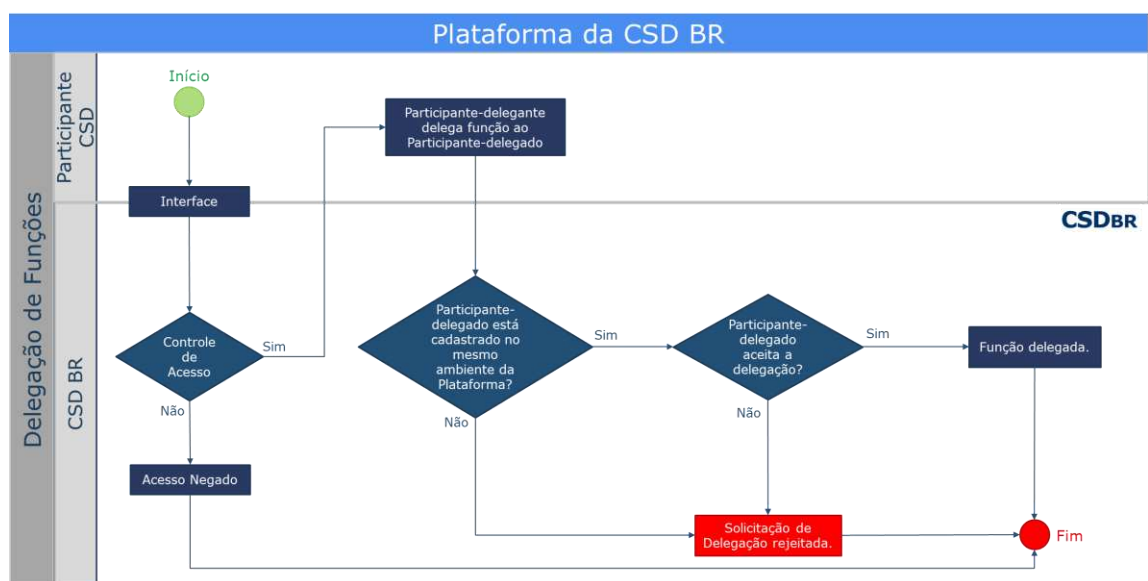 Plataforma da CSD BR
Delegação de Funções
Participante
CSD
Início
Participante-delegante
delega função ao
Participante-delegado
Interface
CSD BR
CSDBR
Controle
de
Acesso
Sim
Não
Participante-
delegado está
cadastrado no
mesmo
ambiente da
Plataforma?
Sim
Não
Participante-
delegado
aceita a
delegação?
Sim
Não
Função delegada.
Acesso Negado
Solicitação de
Delegação rejeitada.
Fim